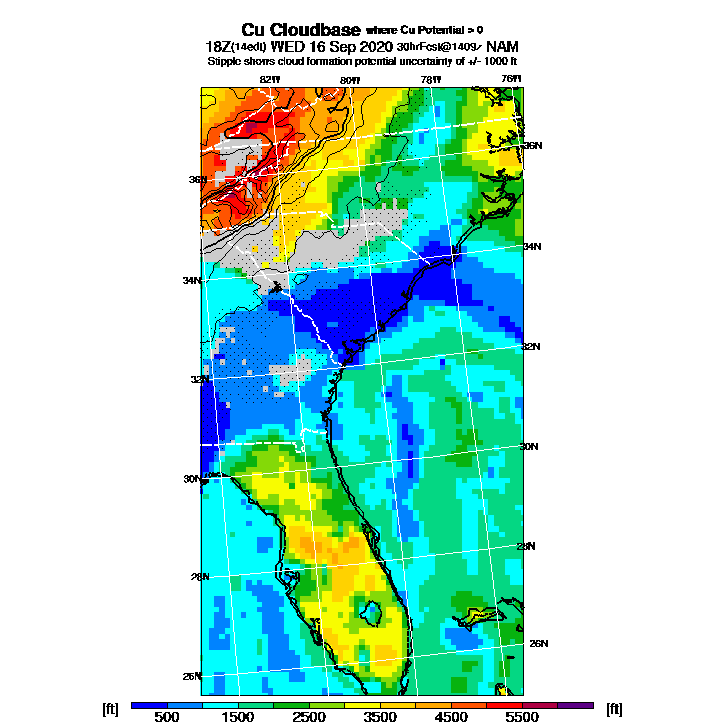 Cu Cloudbase where Cu Potential > 0
18Z(14edt) WED 16 Sep 2020 30hrFcst@1409z NAM
Stipple shows cloud formation potential uncertainty of +/- 1000 ft
82W 80W 78W 76W
36N
36N
34N
34N
32N
32N
30N
30N
28N
28N
26N
26N
[ft] [ft]
500 1500 2500 3500 4500 5500